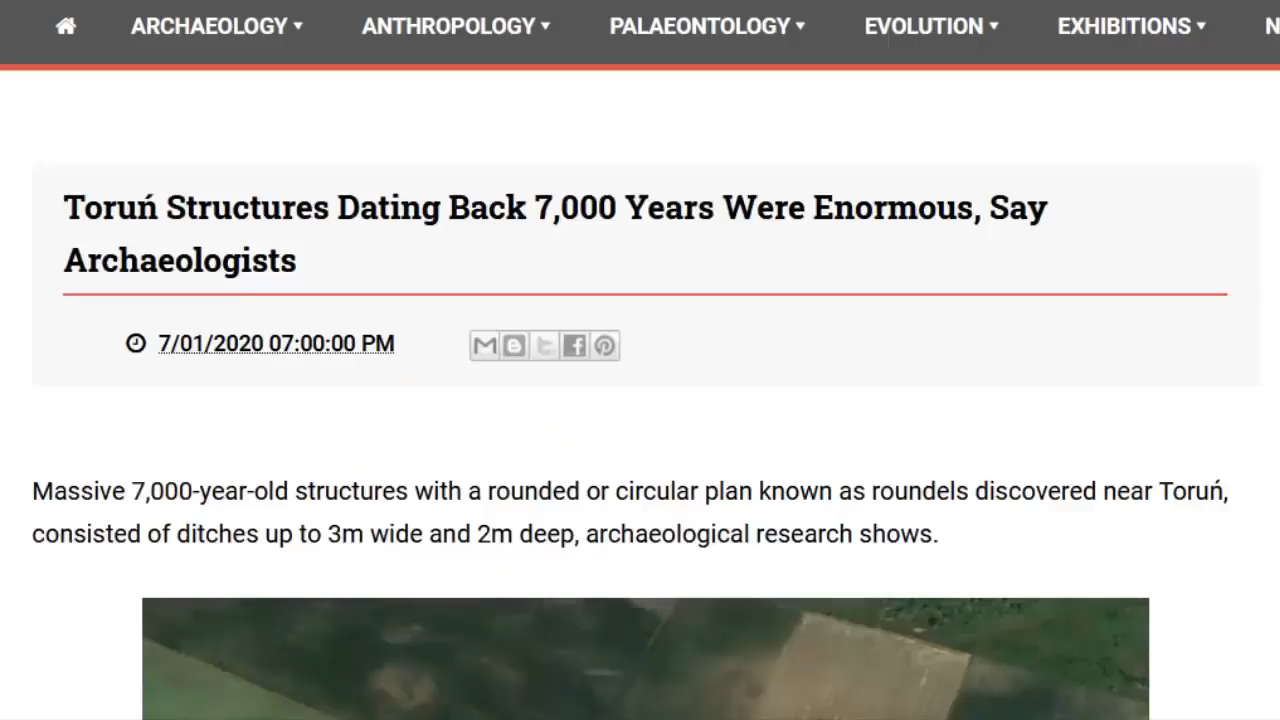 ARCHAEOLOGY ANTHROPOLOGY PALAEONTOLOGY EVOLUTION EXHIBITIONS N
Toruń Structures Dating Back 7,000 Years Were Enormous, Say
Archaeologists
7/01/2020 07:00:00 PM
Massive 7,000-year-old structures with a rounded or circular plan known as roundels discovered near Toruń,
consisted of ditches up to 3m wide and 2m deep, archaeological research shows.